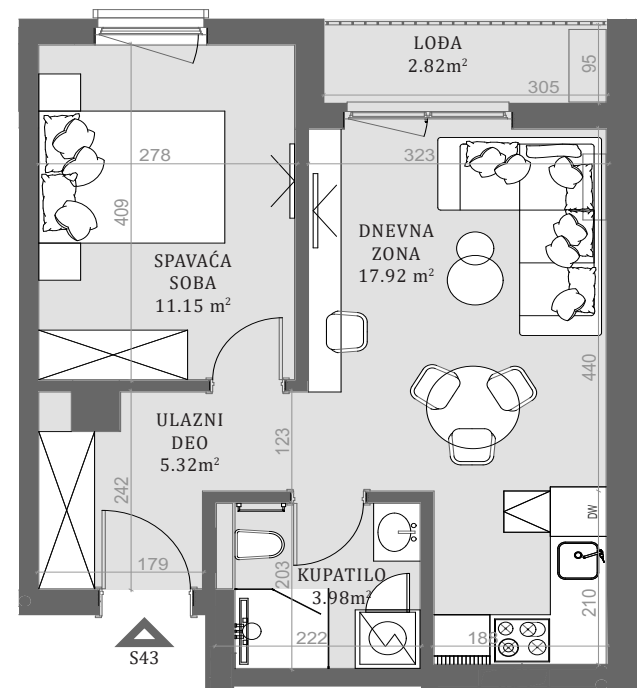 LOĐA
2.82m²
95
305
278
323
409
SPAVAĆA
SOBA
11.15 m²
DNEVNA
ZONA
17.92 m²
440
ULAZNI
DEO
5.32m²
123
242
179
DW
203
KUPATILO
3.98m²
210
222
185
S43